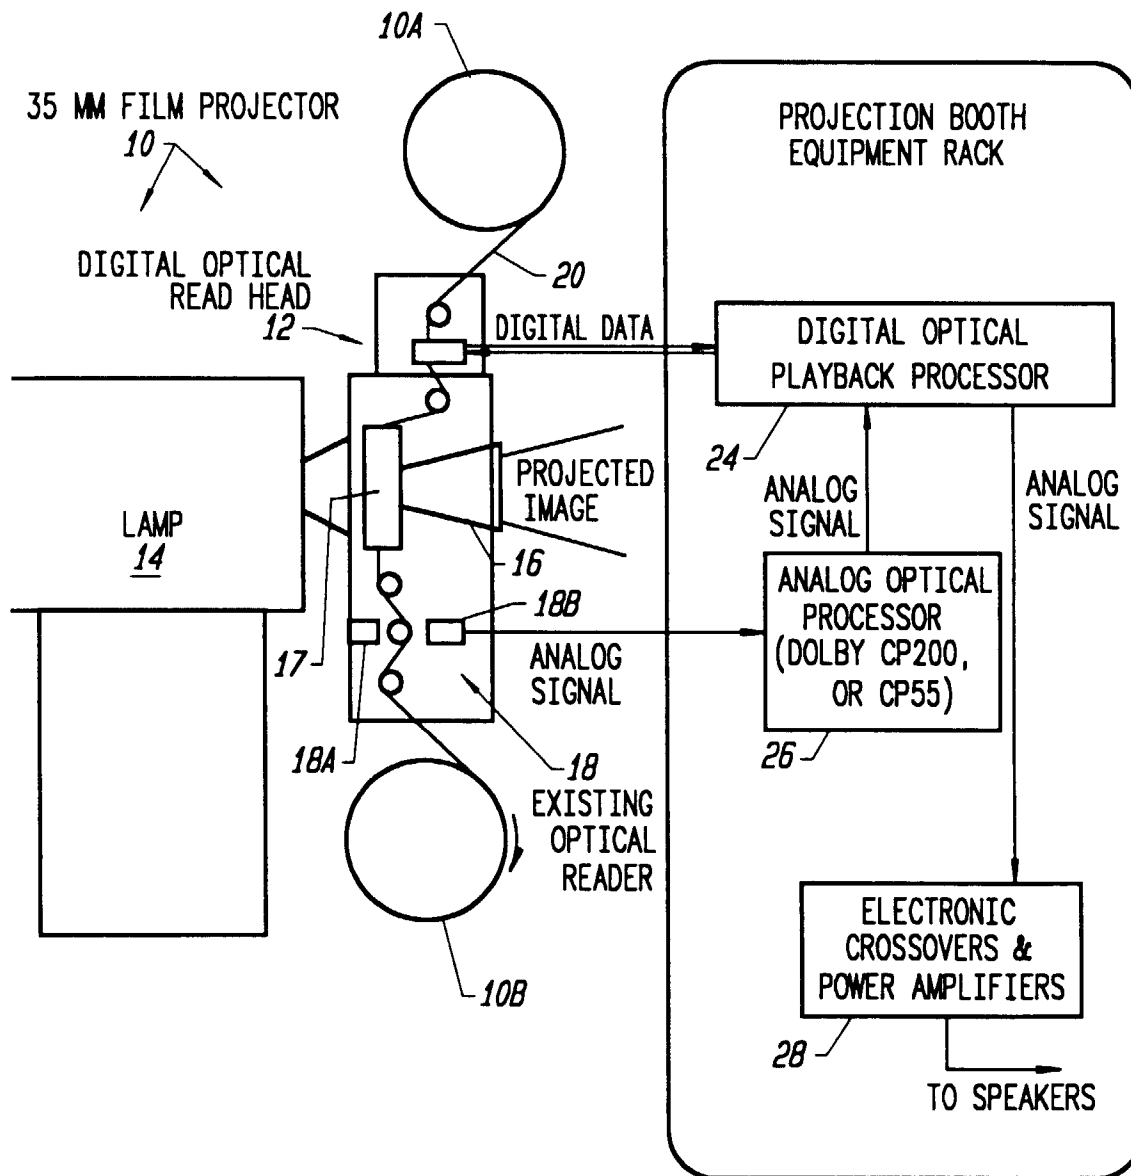 10A
35 MM FILM PROJECTOR
10
PROJECTION BOOTH
EQUIPMENT RACK
DIGITAL OPTICAL
READ HEAD
12
20
DIGITAL DATA
DIGITAL OPTICAL
PLAYBACK PROCESSOR
24
LAMP
14
PROJECTED
IMAGE
16
17
ANALOG
SIGNAL
ANALOG
SIGNAL
18B
ANALOG
SIGNAL
ANALOG OPTICAL
PROCESSOR
(DOLBY CP200,
OR CP55)
26
18A
18
EXISTING
OPTICAL
READER
10B
ELECTRONIC
CROSSOVERS &
POWER AMPLIFIERS
28
TO SPEAKERS